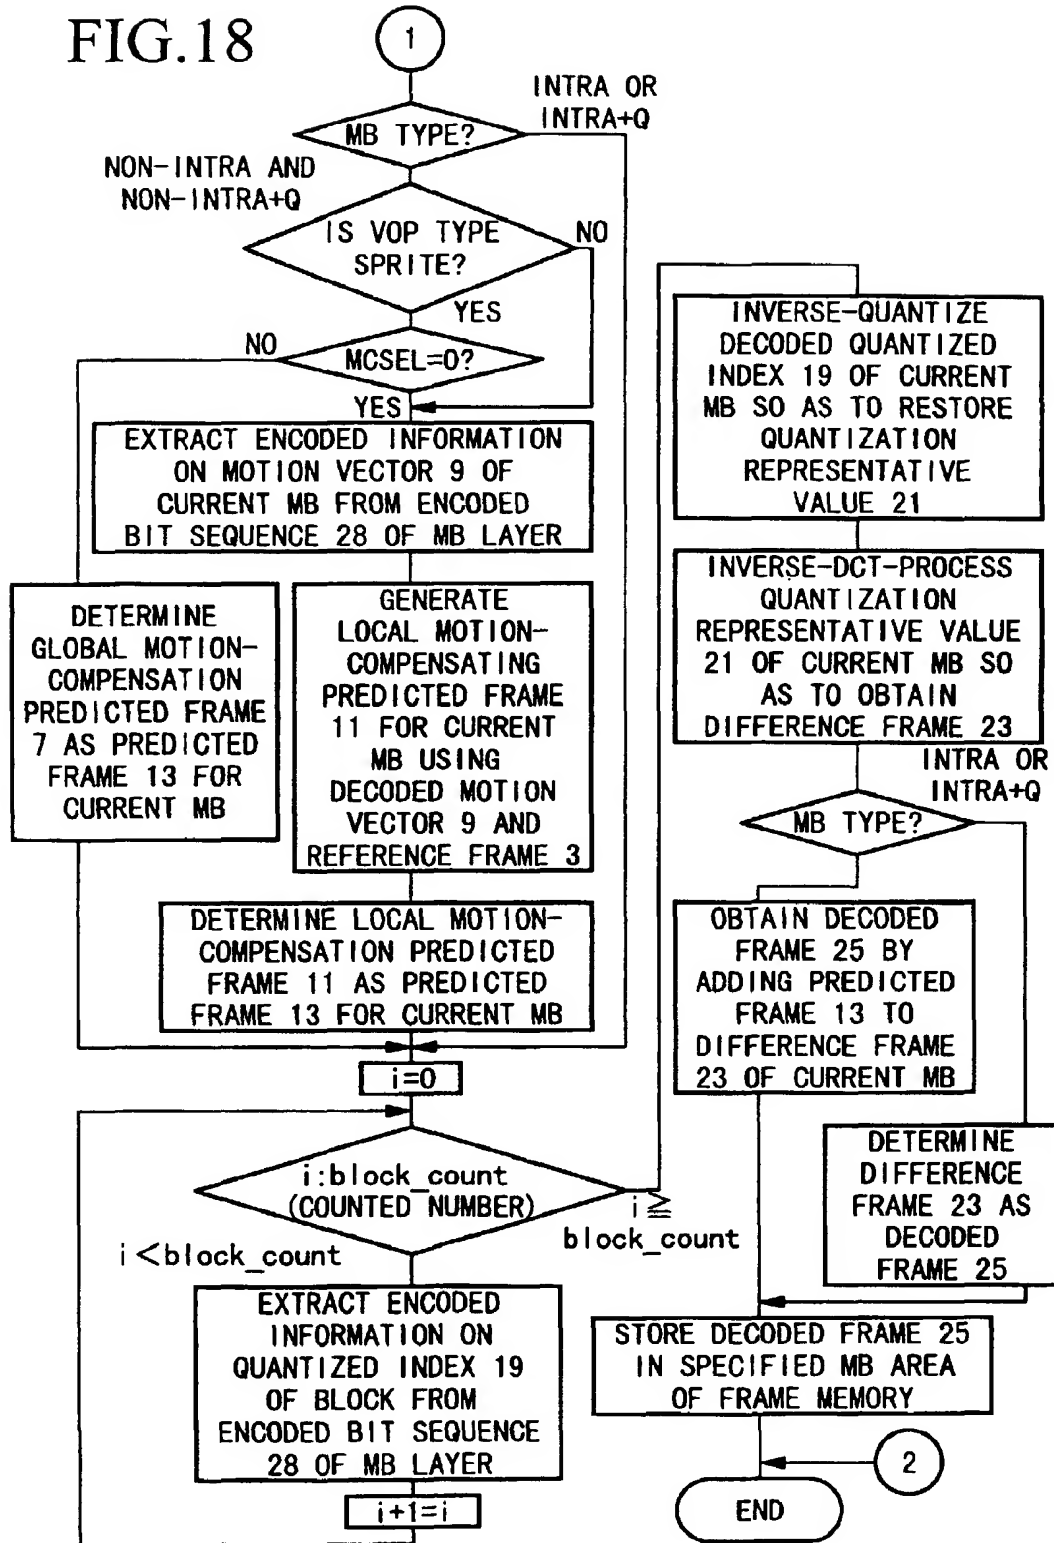 FIG.18
1
INTRA OR
INTRA+Q
MB TYPE?
NON-INTRA AND
NON-INTRA+Q
IS VOP TYPE
SPRITE?
NO
YES
NO
MCSEL=0?
YES
EXTRACT ENCODED INFORMATION
ON MOTION VECTOR 9 OF
CURRENT MB FROM ENCODED
BIT SEQUENCE 28 OF MB LAYER
DETERMINE
GLOBAL MOTION-
COMPENSATION
PREDICTED FRAME
7 AS PREDICTED
FRAME 13 FOR
CURRENT MB
GENERATE
LOCAL MOTION-
COMPENSATING
PREDICTED FRAME
11 FOR CURRENT
MB USING
DECODED MOTION
VECTOR 9 AND
REFERENCE FRAME 3
DETERMINE LOCAL MOTION-
COMPENSATION PREDICTED
FRAME 11 AS PREDICTED
FRAME 13 FOR CURRENT MB
i=0
i:block_count
(COUNTED NUMBER)
i≧
block_count
i<block_count
EXTRACT ENCODED
INFORMATION ON
QUANTIZED INDEX 19
OF BLOCK FROM
ENCODED BIT SEQUENCE
28 OF MB LAYER
i+1=i
INVERSE-QUANTIZE
DECODED QUANTIZED
INDEX 19 OF CURRENT
MB SO AS TO RESTORE
QUANTIZATION
REPRESENTATIVE
VALUE 21
INVERSE-DCT-PROCESS
QUANTIZATION
REPRESENTATIVE VALUE
21 OF CURRENT MB SO
AS TO OBTAIN
DIFFERENCE FRAME 23
INTRA OR
INTRA+Q
MB TYPE?
OBTAIN DECODED
FRAME 25 BY
ADDING PREDICTED
FRAME 13 TO
DIFFERENCE FRAME
23 OF CURRENT MB
DETERMINE
DIFFERENCE
FRAME 23 AS
DECODED
FRAME 25
STORE DECODED FRAME 25
IN SPECIFIED MB AREA
OF FRAME MEMORY
2
END